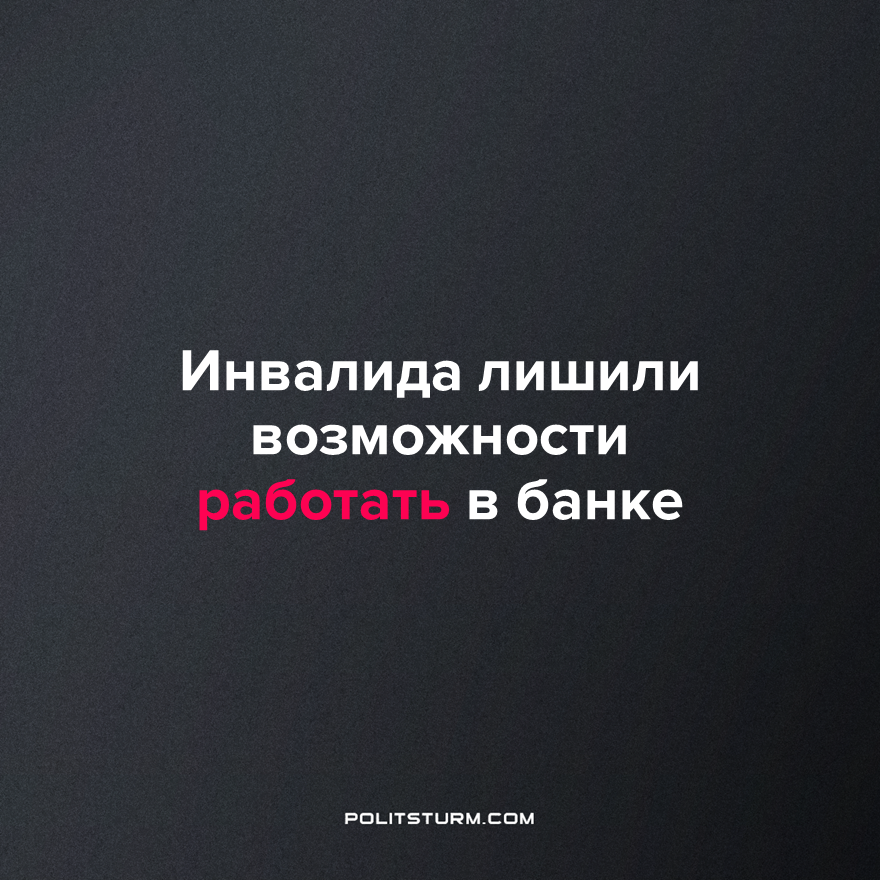 Инвалида лишили
возможности
работать в банке
POLITSTURM.COM